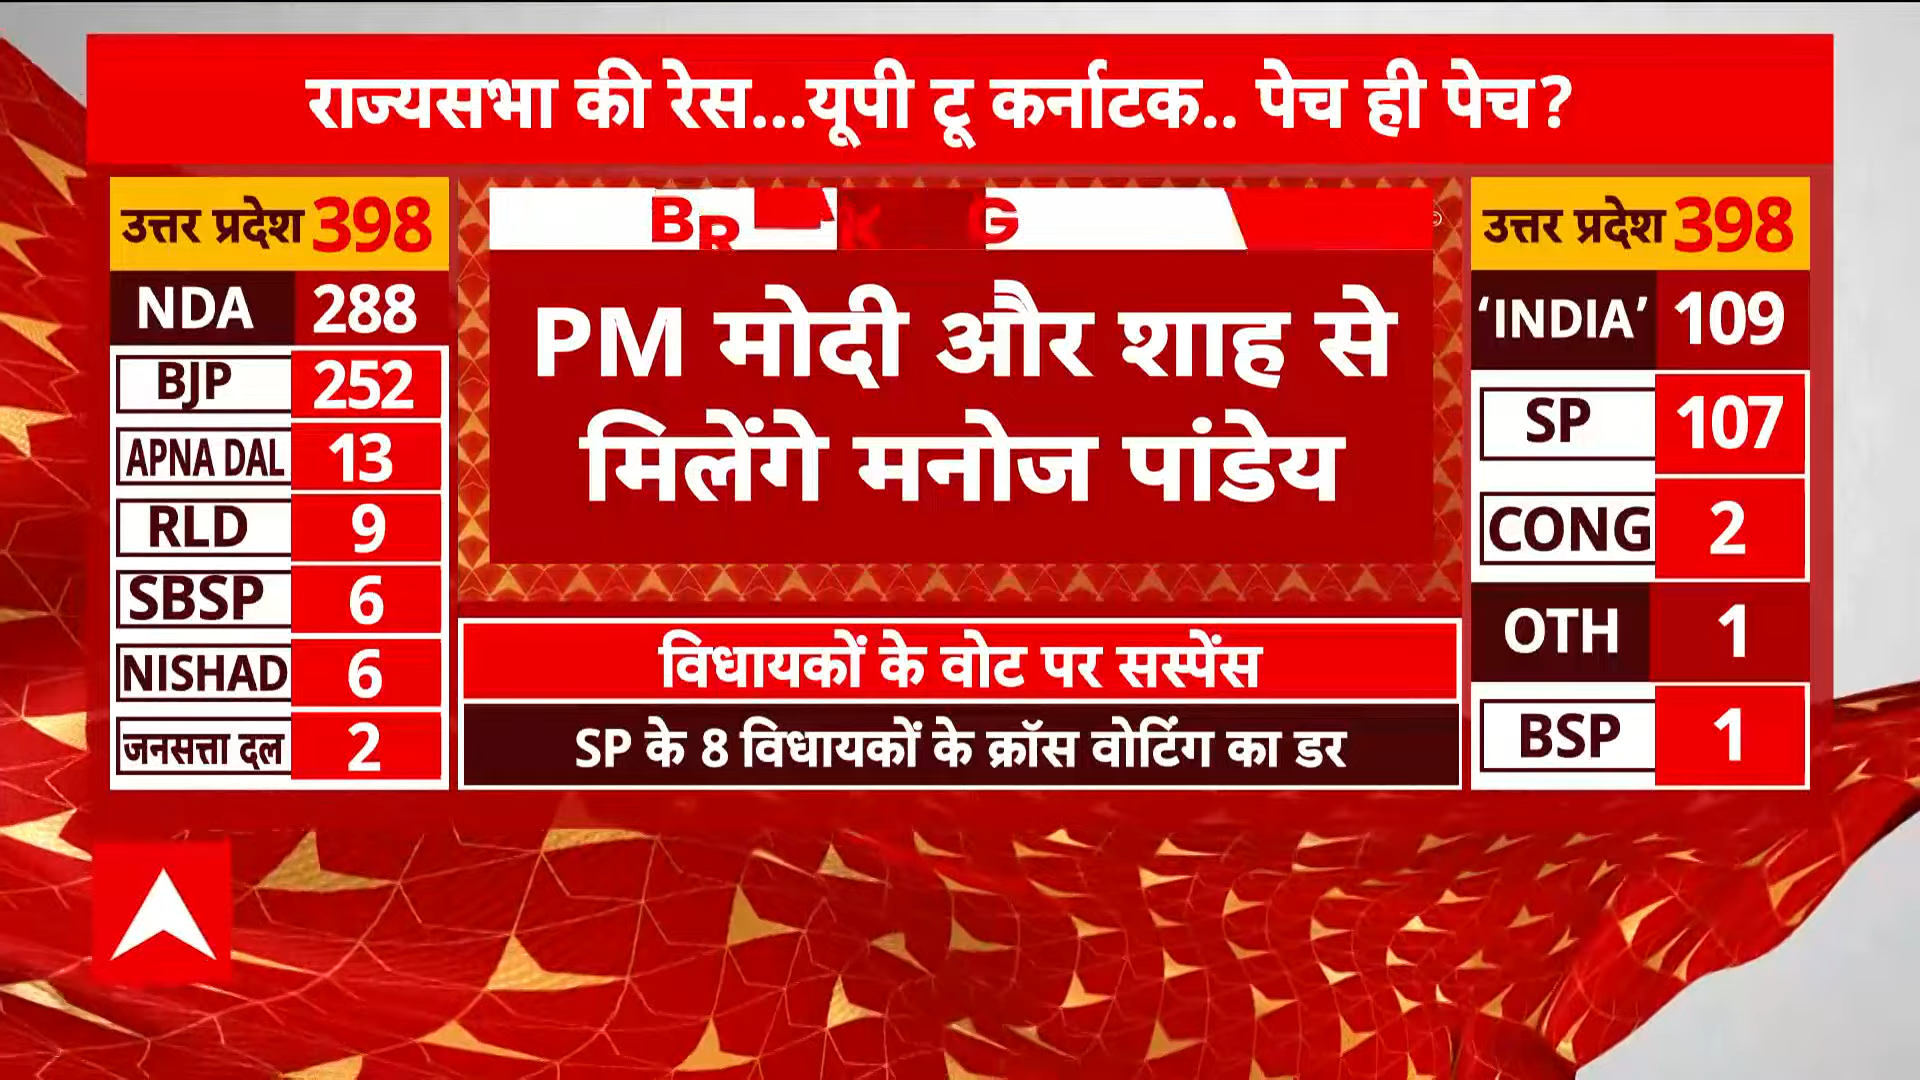 राज्यसभा की रेस...यूपी टू कर्नाटक.. पेच ही पेच?
उत्तर प्रदेश 398
NDA 288
BJP 252
APNA DAL 13
RLD 9
SBSP 6
NISHAD 6
जनसत्ता दल 2
PM मोदी और शाह से
मिलेंगे मनोज पांडेय
विधायकों के वोट पर सस्पेंस
SP के 8 विधायकों के क्रॉस वोटिंग का डर
उत्तर प्रदेश 398
‘INDIA’ 109
SP 107
CONG 2
OTH 1
BSP 1